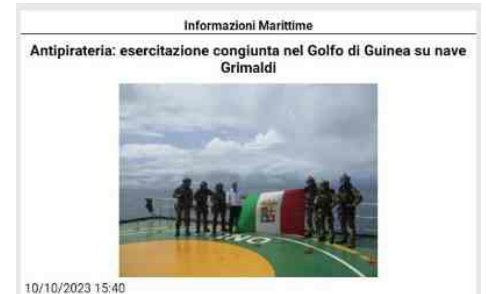 Informazioni Marittime
Antipirateria: esercitazione congiunta nel Golfo di Guinea su nave
Grimaldi
10/10/2023 15:40